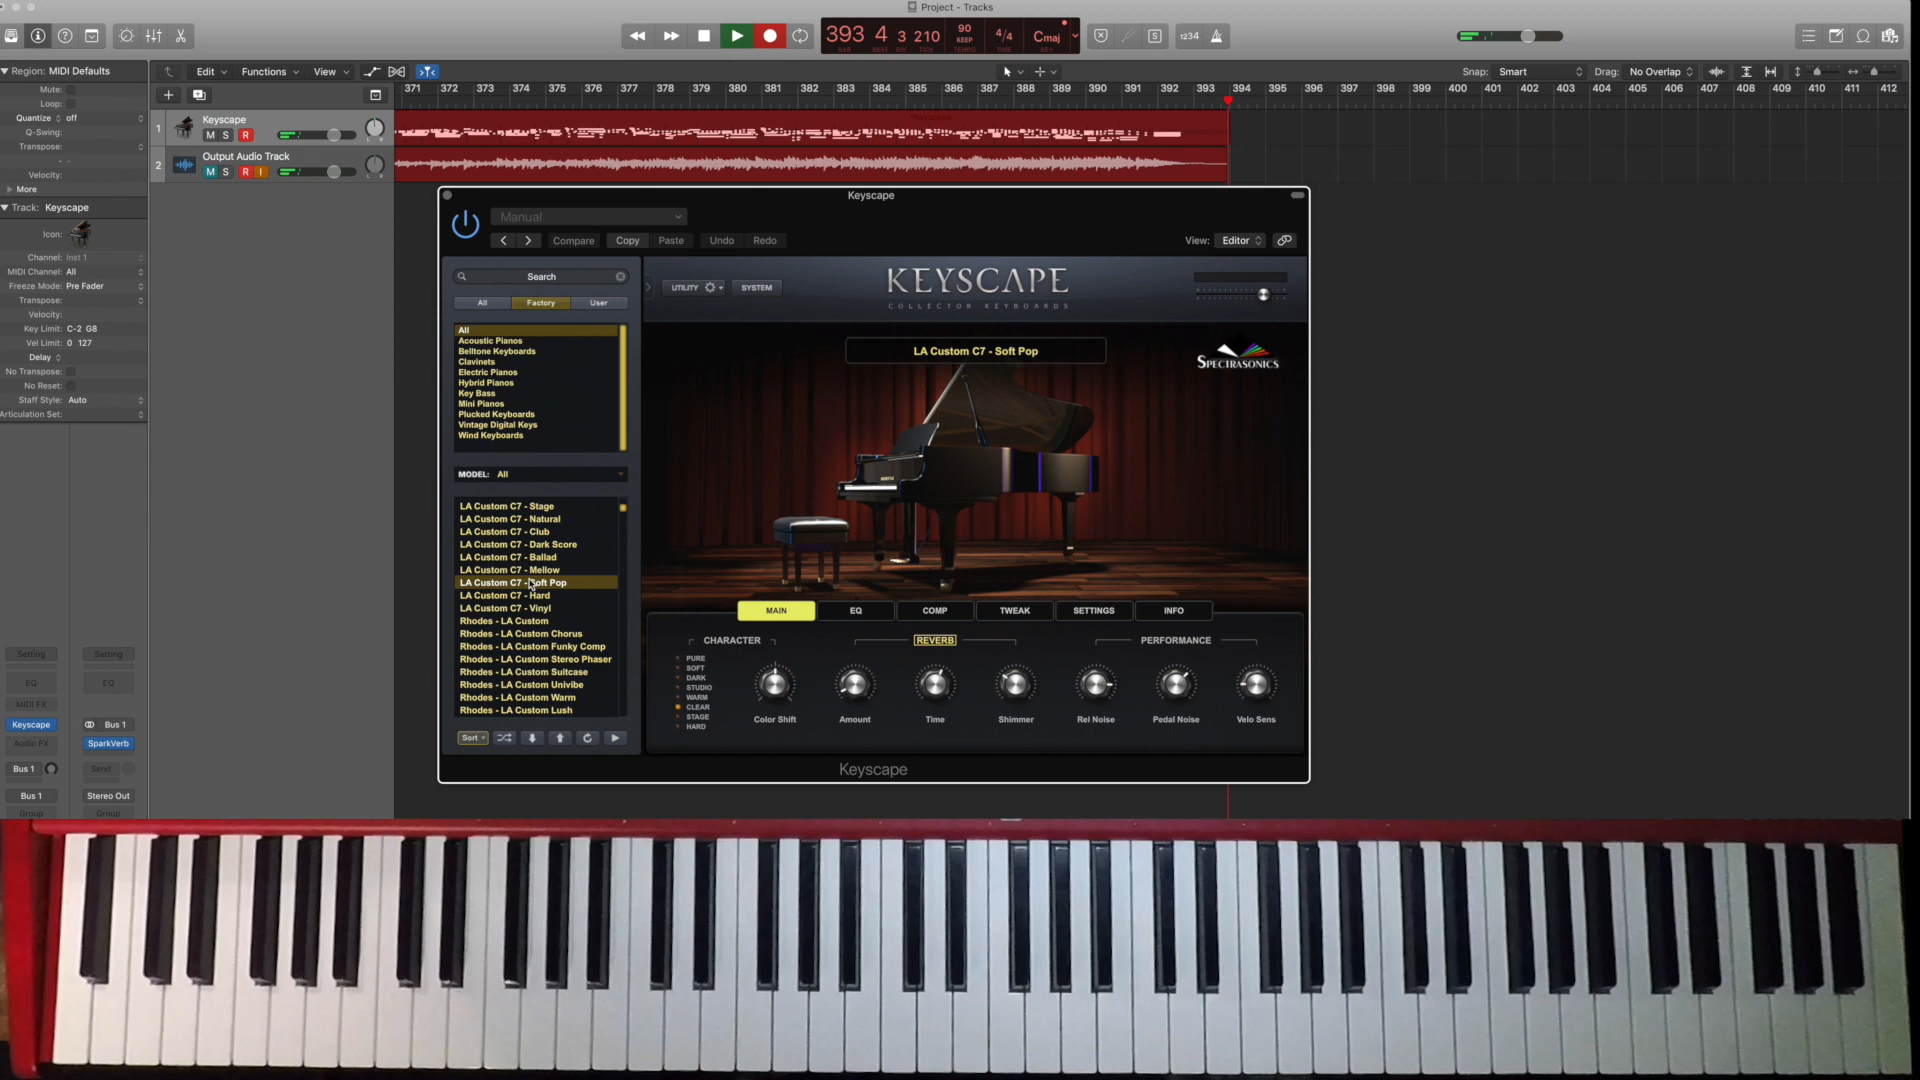 Project - Tracks
393 4 3 210
90
KEEP
4/4
Cmaj
BAR BEAT DIV TICK TEMPO TIME KEY
S
1234
Region: MIDI Defaults
Edit Functions View
Snap: Smart
Drag: No Overlap
Mute:
Loop:
Quantize off
Q-Swing:
Transpose:
Velocity:
More
371 372 373 374 375 376 377 378 379 380 381 382 383 384 385 386 387 388 389 390 391 392 393 394 395 396 397 398 399 400 401 402 403 404 405 406 407 408 409 410 411 412
1
Keyscape
M S R
2
Output Audio Track
M S R I
Track: Keyscape
Icon:
Channel: Inst 1
MIDI Channel: All
Freeze Mode: Pre Fader
Transpose:
Velocity:
Key Limit: C-2 G8
Vel Limit: 0 127
Delay
No Transpose:
No Reset:
Staff Style: Auto
Articulation Set:
Setting Setting
EQ EQ
MIDI FX
Keyscape Bus 1
Audio FX SparkVerb
Bus 1 Send
Bus 1 Stereo Out
Group Group
Keyscape
Manual
Compare Copy Paste Undo Redo
View: Editor
Search
All Factory User
All
Acoustic Pianos
Belltone Keyboards
Clavinets
Electric Pianos
Hybrid Pianos
Key Bass
Mini Pianos
Plucked Keyboards
Vintage Digital Keys
Wind Keyboards
MODEL: All
LA Custom C7 - Stage
LA Custom C7 - Natural
LA Custom C7 - Club
LA Custom C7 - Dark Score
LA Custom C7 - Ballad
LA Custom C7 - Mellow
LA Custom C7 - Soft Pop
LA Custom C7 - Hard
LA Custom C7 - Vinyl
Rhodes - LA Custom
Rhodes - LA Custom Chorus
Rhodes - LA Custom Funky Comp
Rhodes - LA Custom Stereo Phaser
Rhodes - LA Custom Suitcase
Rhodes - LA Custom Univibe
Rhodes - LA Custom Warm
Rhodes - LA Custom Lush
Sort
UTILITY
SYSTEM
KEYSCAPE
COLLECTOR KEYBOARDS
LA Custom C7 - Soft Pop
SPECTRASONICS
MAIN EQ COMP TWEAK SETTINGS INFO
CHARACTER REVERB PERFORMANCE
PURE
SOFT
DARK
STUDIO
WARM
CLEAR
STAGE
HARD
Color Shift Amount Time Shimmer Rel Noise Pedal Noise Velo Sens
Keyscape